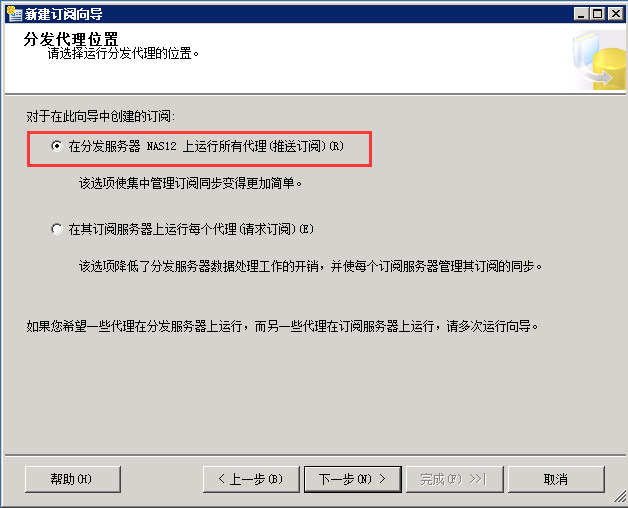 新建订阅向导
分发代理位置
请选择运行分发代理的位置。
对于在此向导中创建的订阅:
在分发服务器 NAS12 上运行所有代理(推送订阅)(R)
该选项使集中管理订阅同步变得更加简单。
在其订阅服务器上运行每个代理(请求订阅)(E)
该选项降低了分发服务器数据处理工作的开销，并使每个订阅服务器管理其订阅的同步。
如果您希望一些代理在分发服务器上运行，而另一些代理在订阅服务器上运行，请多次运行向导。
帮助(H) < 上一步(B) 下一步(N) > 完成(F) >>| 取消